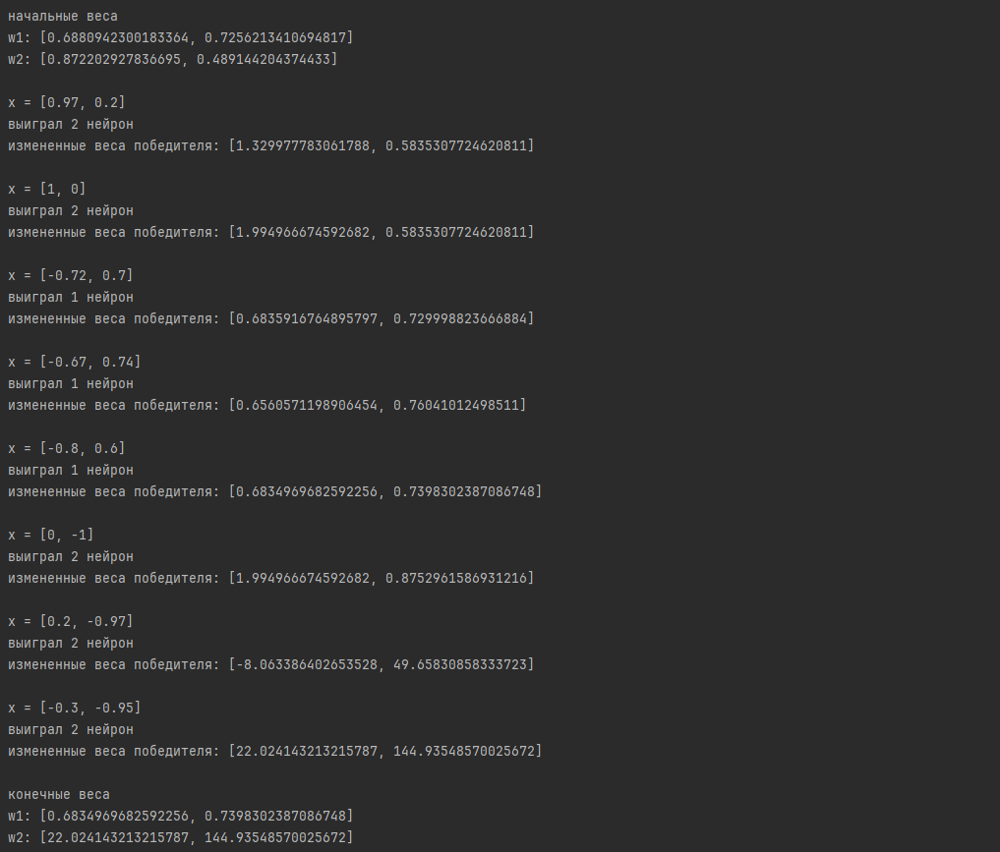 начальные веса
w1: [0.6880942300183364, 0.7256213410694817]
w2: [0.872202927836695, 0.489144204374433]
x = [0.97, 0.2]
выиграл 2 нейрон
измененные веса победителя: [1.329977783061788, 0.5835307724620811]
x = [1, 0]
выиграл 2 нейрон
измененные веса победителя: [1.994966674592682, 0.5835307724620811]
x = [-0.72, 0.7]
выиграл 1 нейрон
измененные веса победителя: [0.6835916764895797, 0.729998823666884]
x = [-0.67, 0.74]
выиграл 1 нейрон
измененные веса победителя: [0.6560571198906454, 0.76041012498511]
x = [-0.8, 0.6]
выиграл 1 нейрон
измененные веса победителя: [0.6834969682592256, 0.7398302387086748]
x = [0, -1]
выиграл 2 нейрон
измененные веса победителя: [1.994966674592682, 0.8752961586931216]
x = [0.2, -0.97]
выиграл 2 нейрон
измененные веса победителя: [-8.063386402653528, 49.65830858333723]
x = [-0.3, -0.95]
выиграл 2 нейрон
измененные веса победителя: [22.024143213215787, 144.93548570025672]
конечные веса
w1: [0.6834969682592256, 0.7398302387086748]
w2: [22.024143213215787, 144.93548570025672]